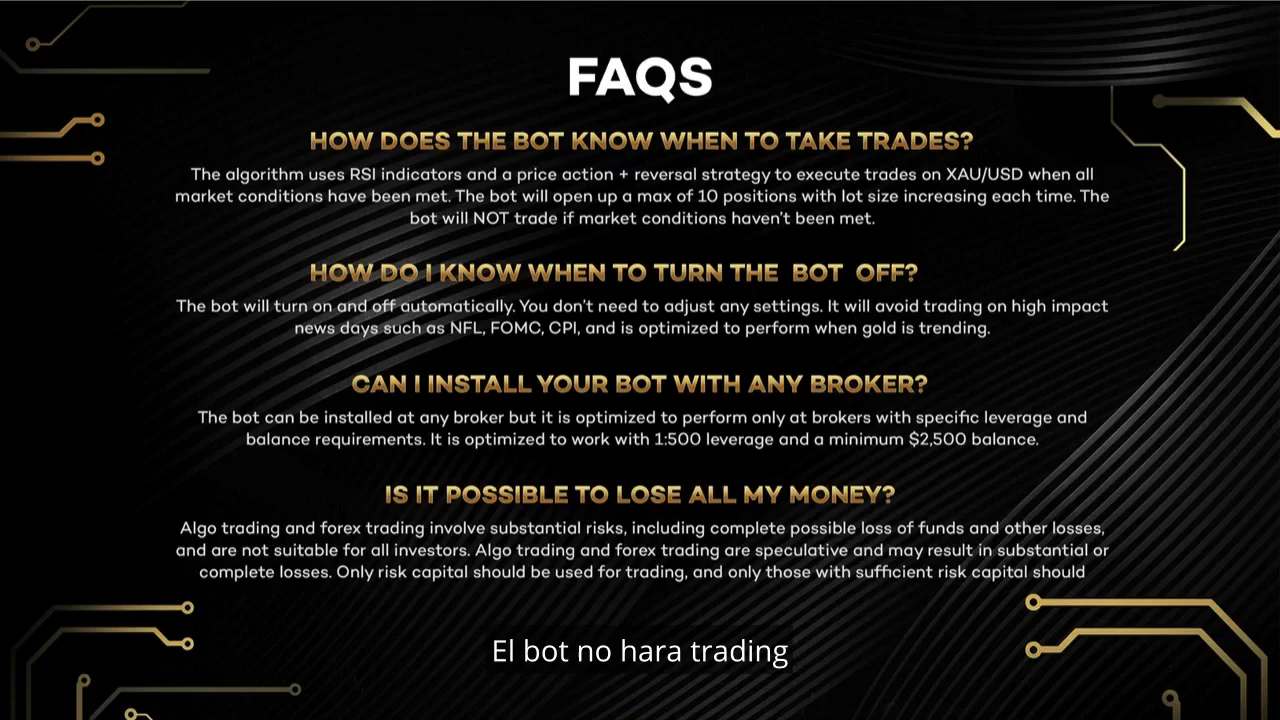 FAQS
HOW DOES THE BOT KNOW WHEN TO TAKE TRADES?
The algorithm uses RSI indicators and a price action + reversal strategy to execute trades on XAU/USD when all
market conditions have been met. The bot will open up a max of 10 positions with lot size increasing each time. The
bot will NOT trade if market conditions haven't been met.
HOW DO I KNOW WHEN TO TURN THE BOT OFF?
The bot will turn on and off automatically. You don't need to adjust any settings. It will avoid trading on high impact
news days such as NFL, FOMC, CPI, and is optimized to perform when gold is trending.
CAN I INSTALL YOUR BOT WITH ANY BROKER?
The bot can be installed at any broker but it is optimized to perform only at brokers with specific leverage and
balance requirements. It is optimized to work with 1:500 leverage and a minimum $2,500 balance.
IS IT POSSIBLE TO LOSE ALL MY MONEY?
Algo trading and forex trading involve substantial risks, including complete possible loss of funds and other losses,
and are not suitable for all investors. Algo trading and forex trading are speculative and may result in substantial or
complete losses. Only risk capital should be used for trading, and only those with sufficient risk capital should
El bot no hara trading